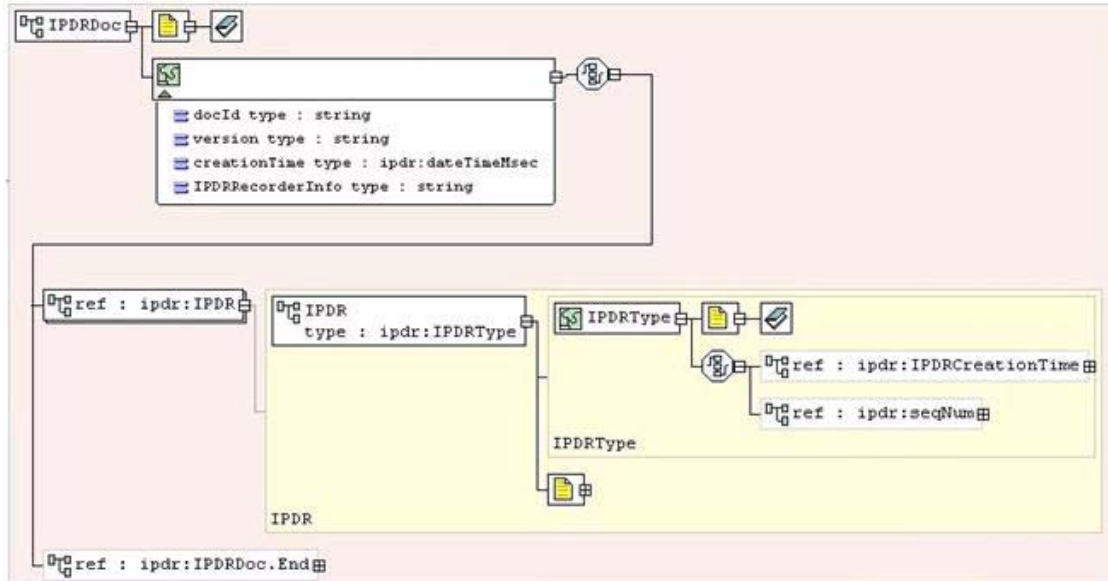 IPDRDoc
docId type : string
version type : string
creationTime type : ipdr:dateTimeMsec
IPDRRecorderInfo type : string
ref : ipdr:IPDR
IPDR
type : ipdr:IPDRType
IPDRType
ref : ipdr:IPDRCreationTime
ref : ipdr:seqNum
IPDRType
IPDR
ref : ipdr:IPDRDoc.End